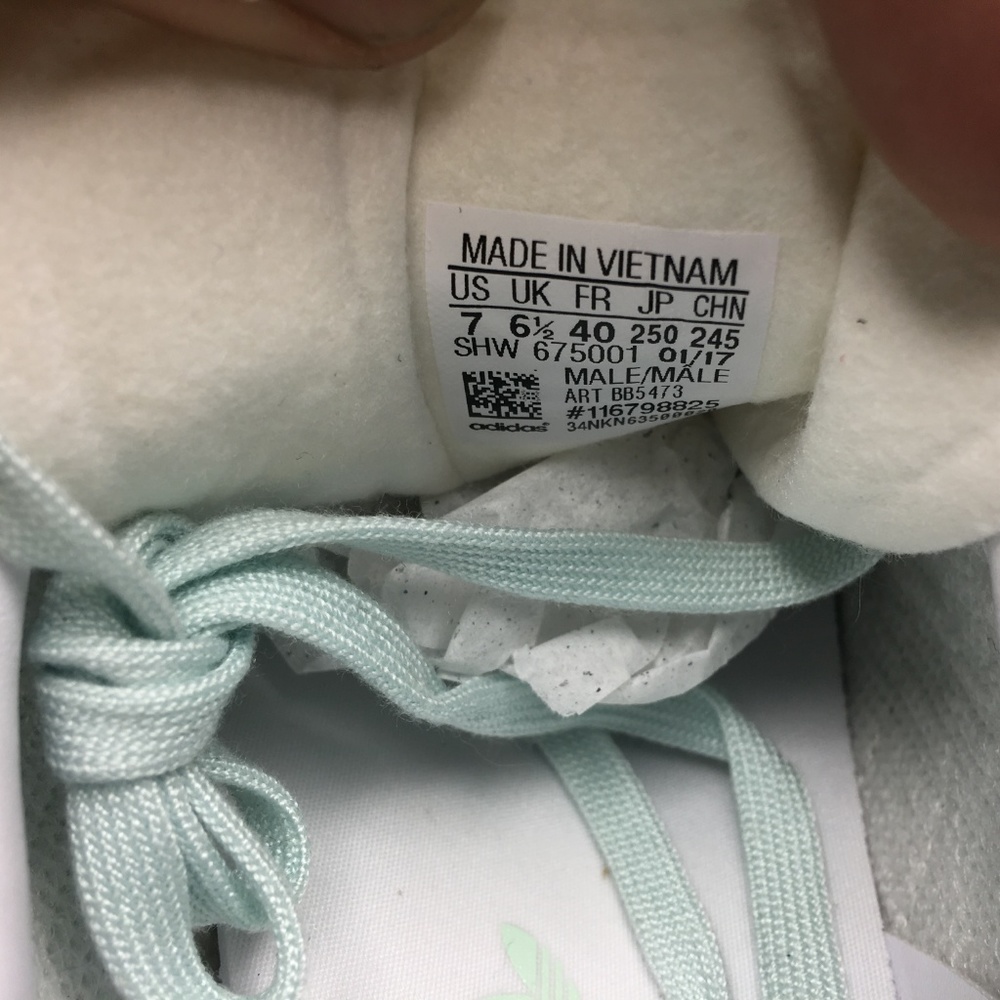 MADE IN VIETNAM
US UK FR JP CHN
7 6½ 40 250 245
SHW 675001 01/17
MALE/MÂLE
ART BB5473
#116798825
adidas